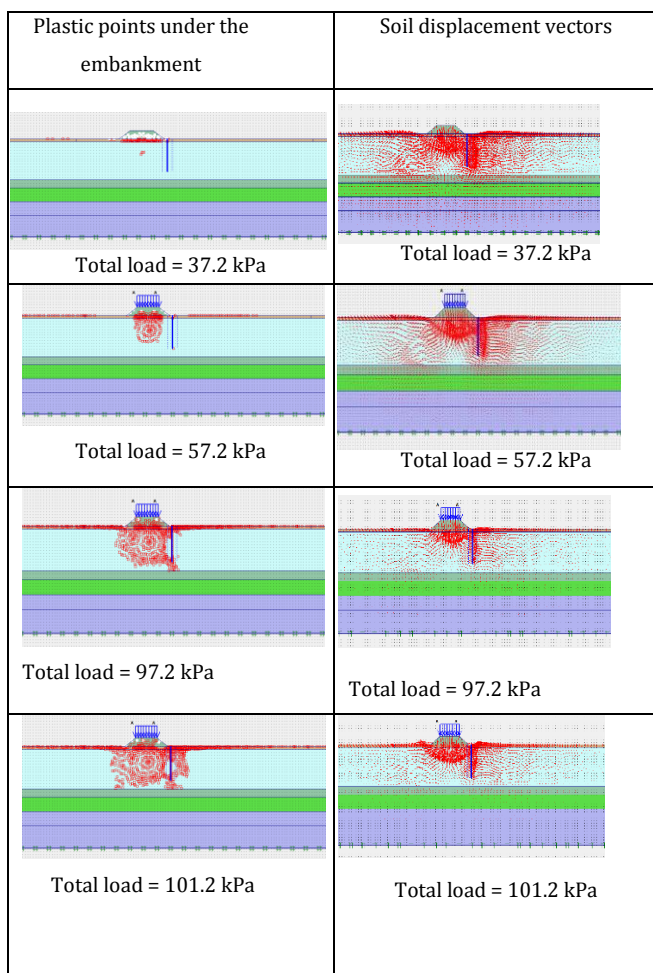 Plastic points under the
embankment
Soil displacement vectors
Total load = 37.2 kPa
Total load = 37.2 kPa
Total load = 57.2 kPa
Total load = 57.2 kPa
Total load = 97.2 kPa
Total load = 97.2 kPa
Total load = 101.2 kPa
Total load = 101.2 kPa